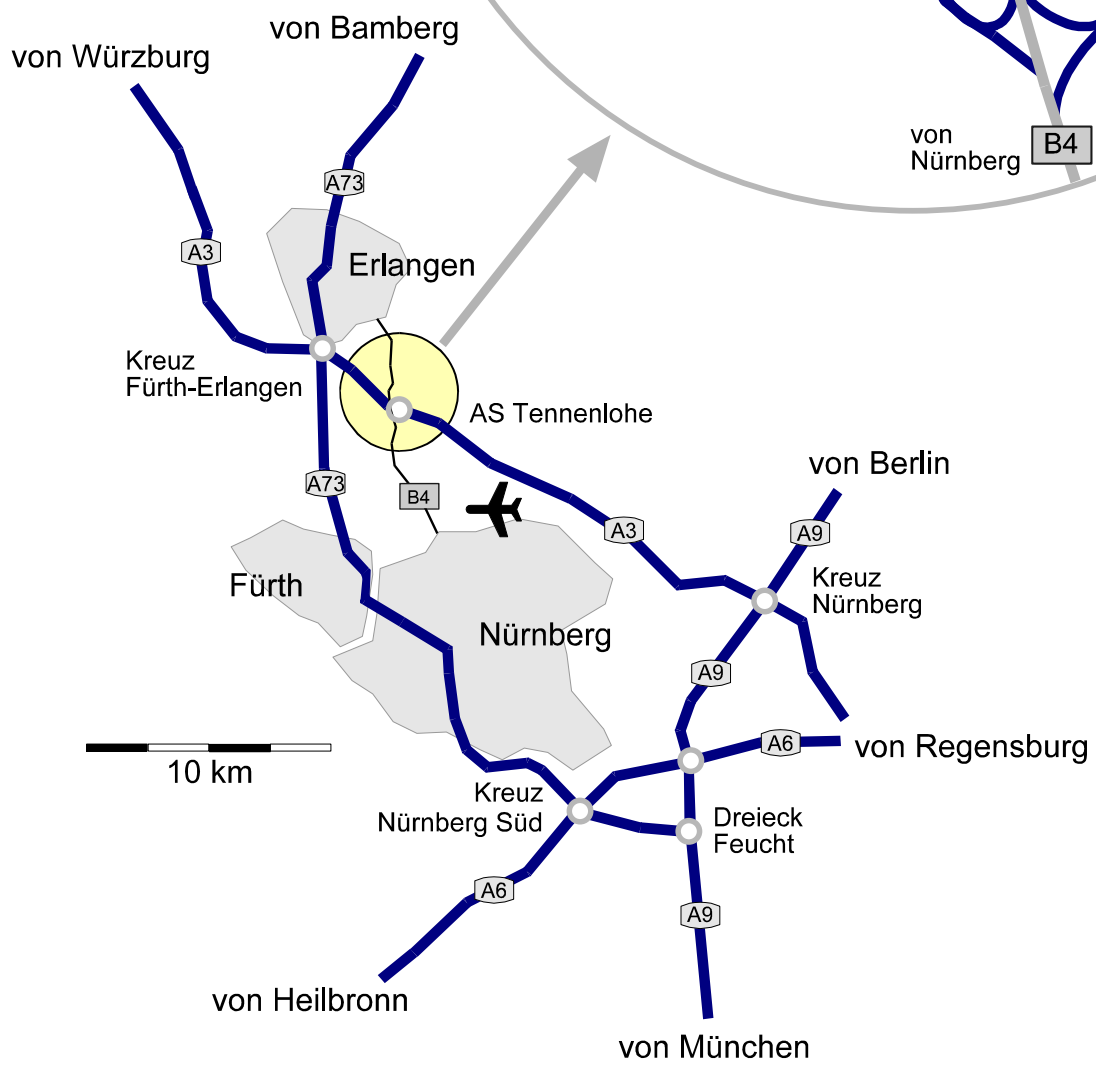 von Bamberg
von Würzburg
von
Nürnberg
B4
A73
A3
Erlangen
Kreuz
Fürth-Erlangen
AS Tennenlohe
von Berlin
A73
B4
A3
A9
Fürth
Kreuz
Nürnberg
Nürnberg
A9
A6
von Regensburg
10 km
Kreuz
Nürnberg Süd
Dreieck
Feucht
A6
A9
von Heilbronn
von München